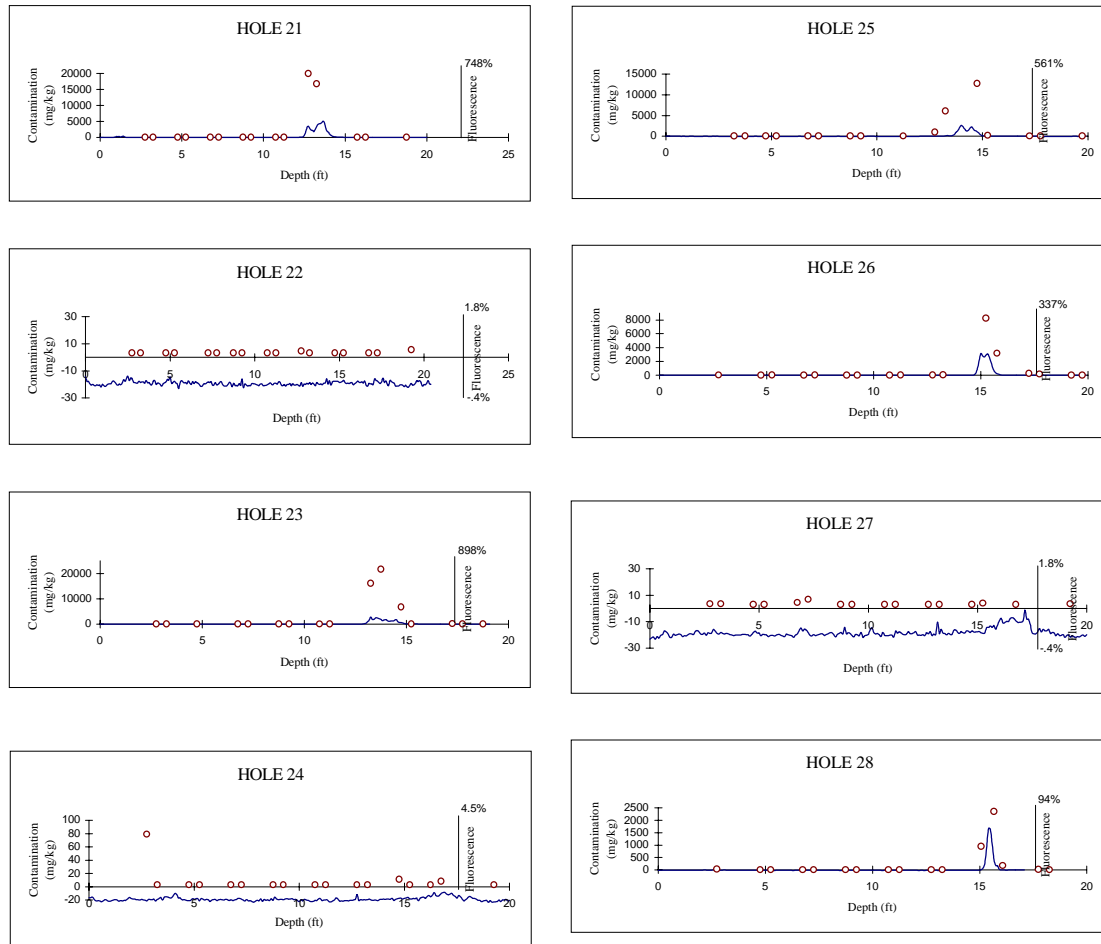 HOLE 21
748%
20000
15000
10000
5000
0
Contamination
(mg/kg)
Fluorescence
0 5 10 15 20 25
Depth (ft)
HOLE 22
1.8%
30
10
-10
-30
Contamination
(mg/kg)
Fluorescence
0 5 10 15 20 25
-.4%
Depth (ft)
HOLE 23
898%
20000
10000
0
Contamination
(mg/kg)
Fluorescence
0 5 10 15 20
Depth (ft)
HOLE 24
4.5%
100
80
60
40
20
0
-20
Contamination
(mg/kg)
Fluorescence
0 5 10 15 20
Depth (ft)
HOLE 25
561%
15000
10000
5000
0
Contamination
(mg/kg)
Fluorescence
0 5 10 15 20
Depth (ft)
HOLE 26
337%
8000
6000
4000
2000
0
Contamination
(mg/kg)
Fluorescence
0 5 10 15 20
Depth (ft)
HOLE 27
1.8%
30
10
-10
-30
Contamination
(mg/kg)
Fluorescence
0 5 10 15 20
-.4%
Depth (ft)
HOLE 28
94%
2500
2000
1500
1000
500
0
Contamination
(mg/kg)
Fluorescence
0 5 10 15 20
Depth (ft)